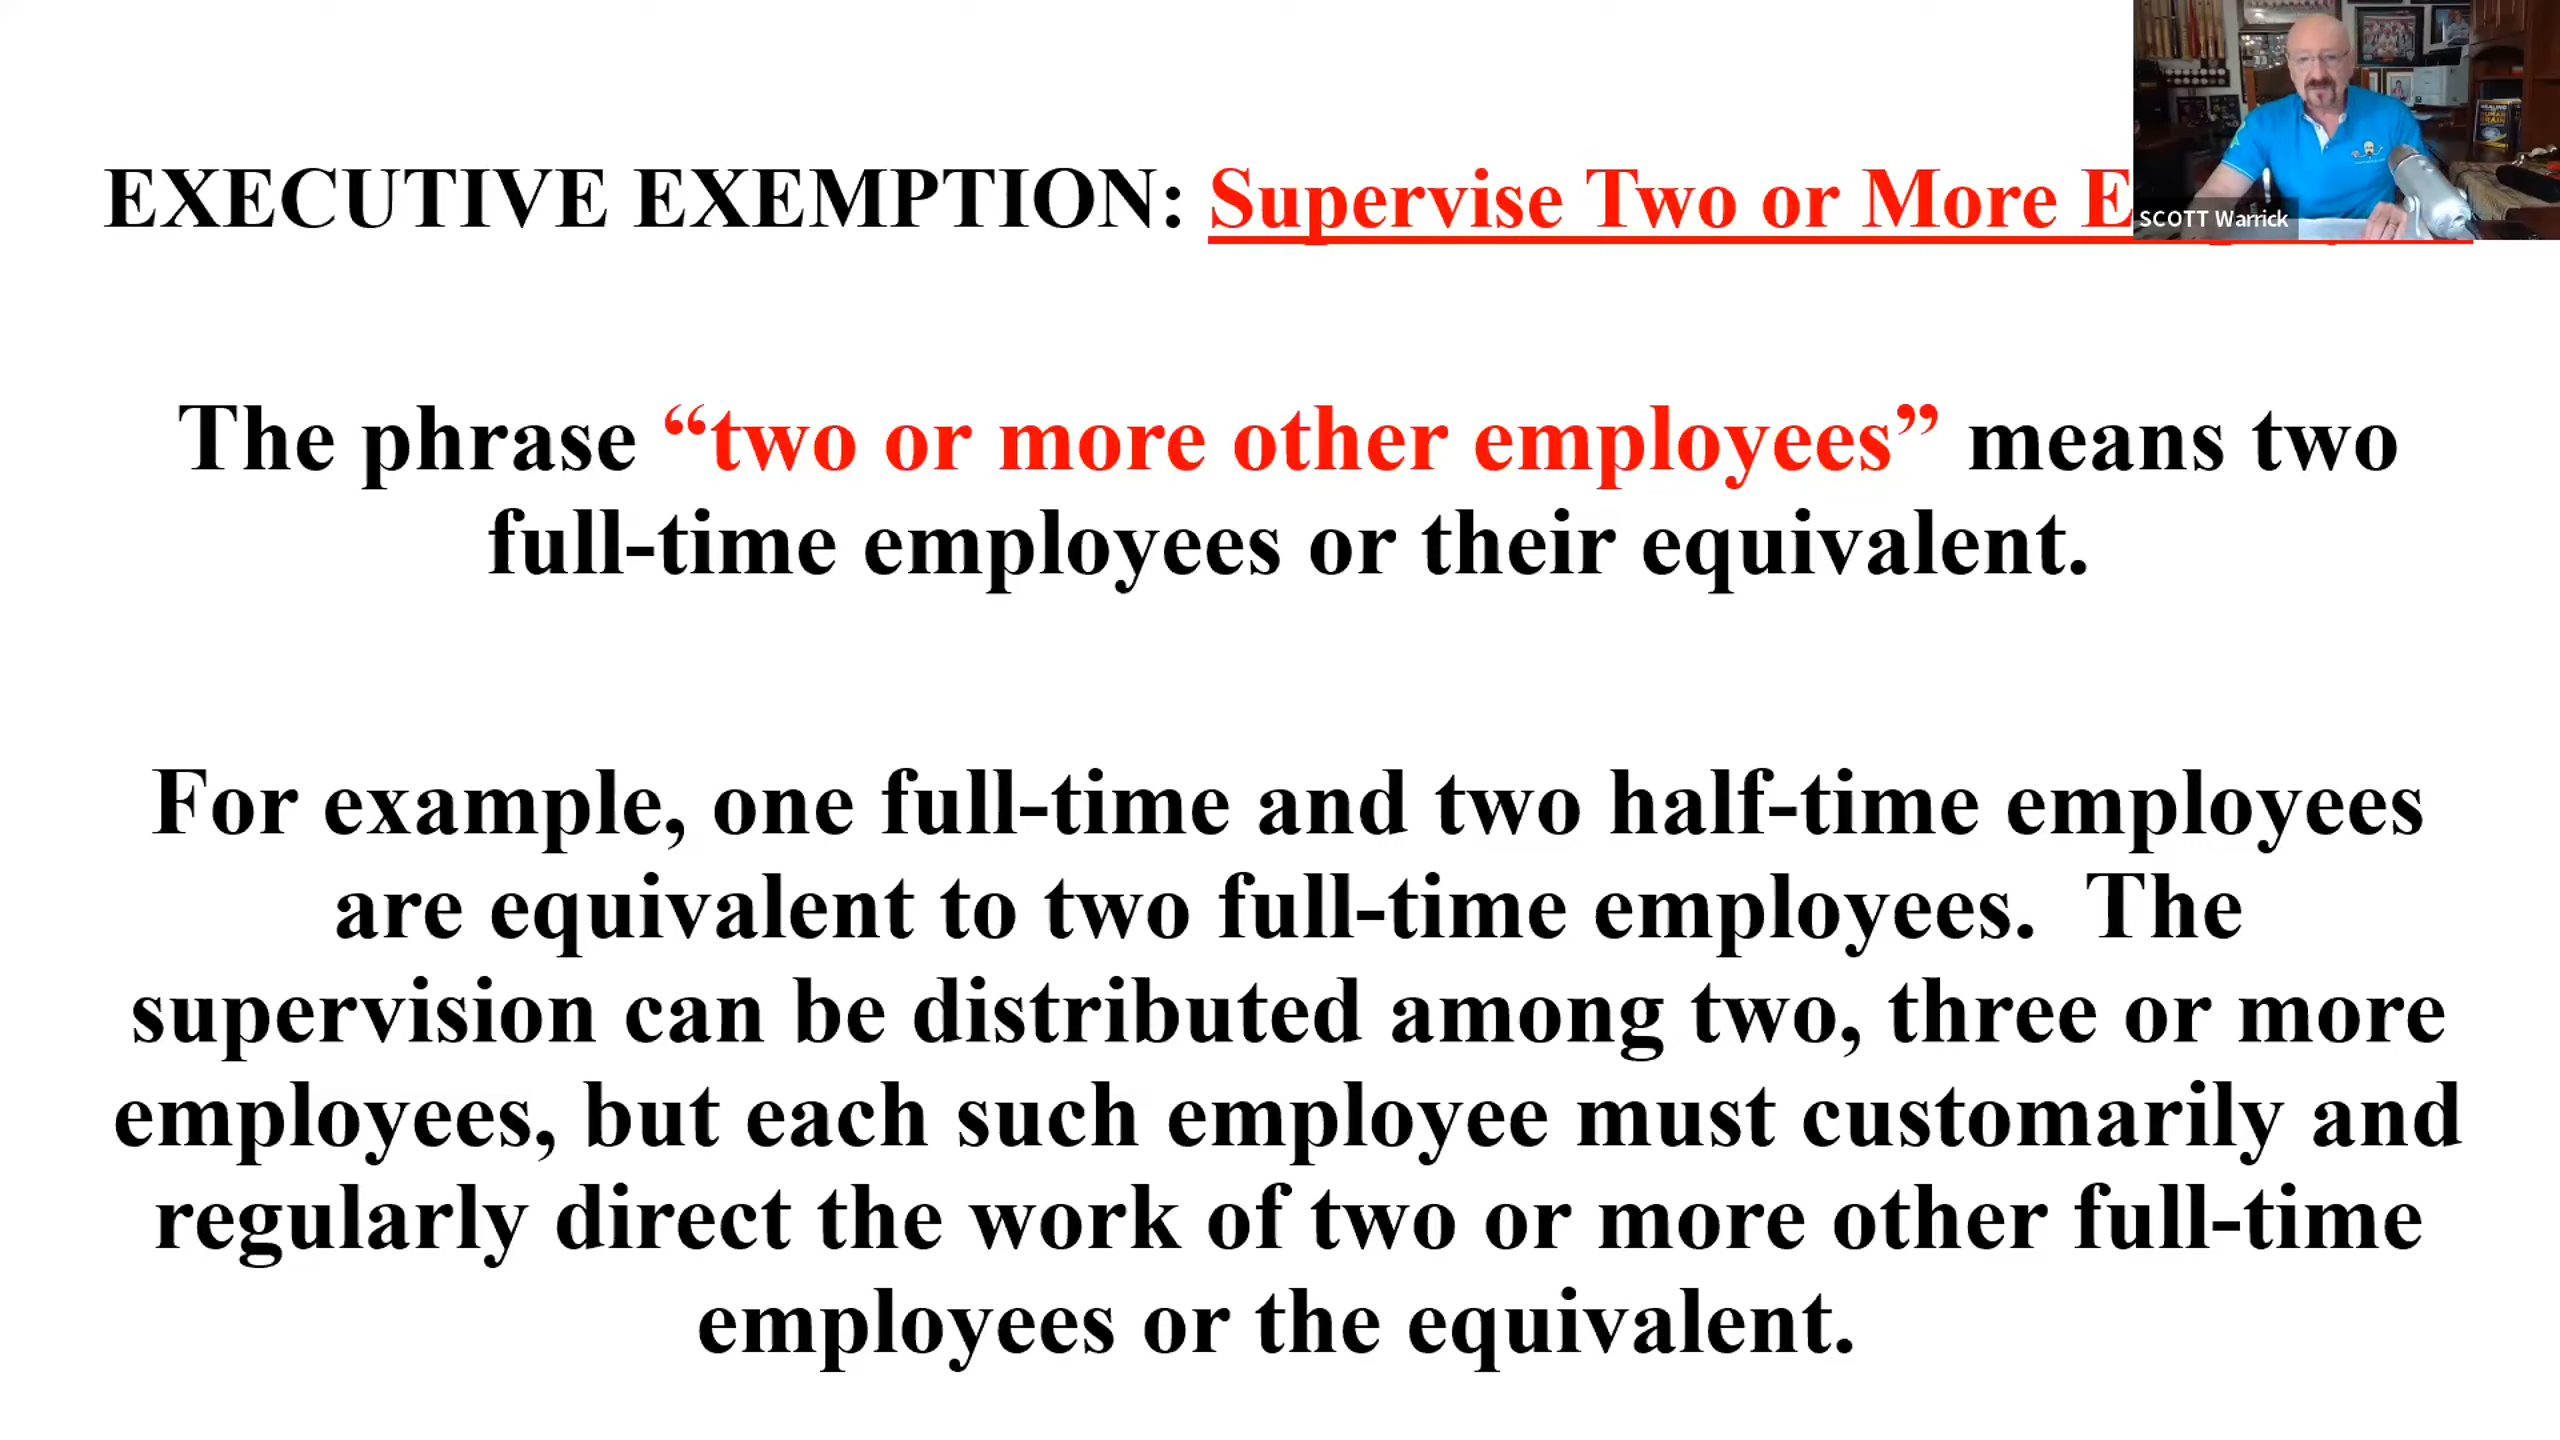 EXECUTIVE EXEMPTION: Supervise Two or More
SCOTT Warrick
The phrase “two or more other employees” means two
full-time employees or their equivalent.
For example, one full-time and two half-time employees
are equivalent to two full-time employees. The
supervision can be distributed among two, three or more
employees, but each such employee must customarily and
regularly direct the work of two or more other full-time
employees or the equivalent.